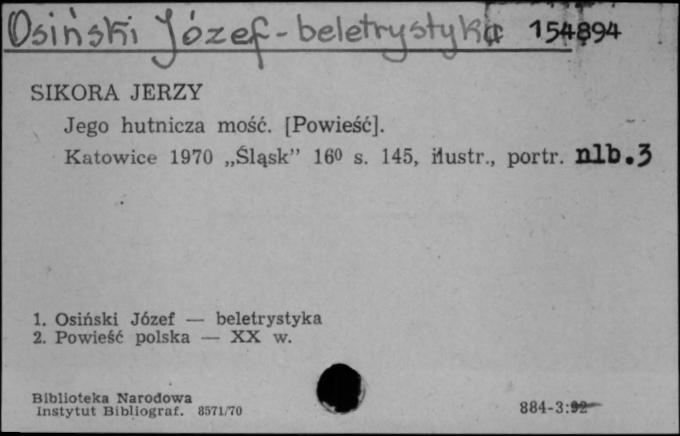 Osiński Józef - beletrystyka 154894
SIKORA JERZY
Jego hutnicza mość. [Powieść].
Katowice 1970 „Śląsk” 16⁰ s. 145, ilustr., portr. nlb.3
1. Osiński Józef — beletrystyka
2. Powieść polska — XX w.
Biblioteka Narodowa
Instytut Bibliograf. 8571/70
884-3:92